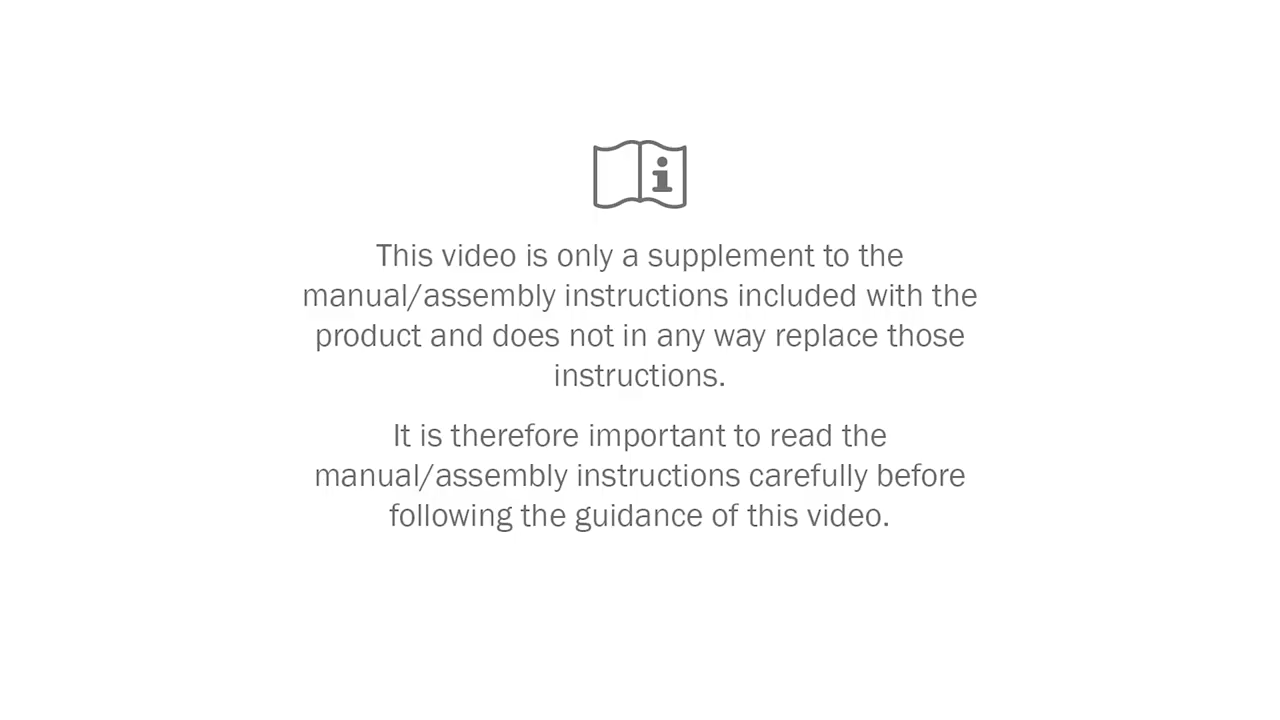 This video is only a supplement to the
manual/assembly instructions included with the
product and does not in any way replace those
instructions.
It is therefore important to read the
manual/assembly instructions carefully before
following the guidance of this video.